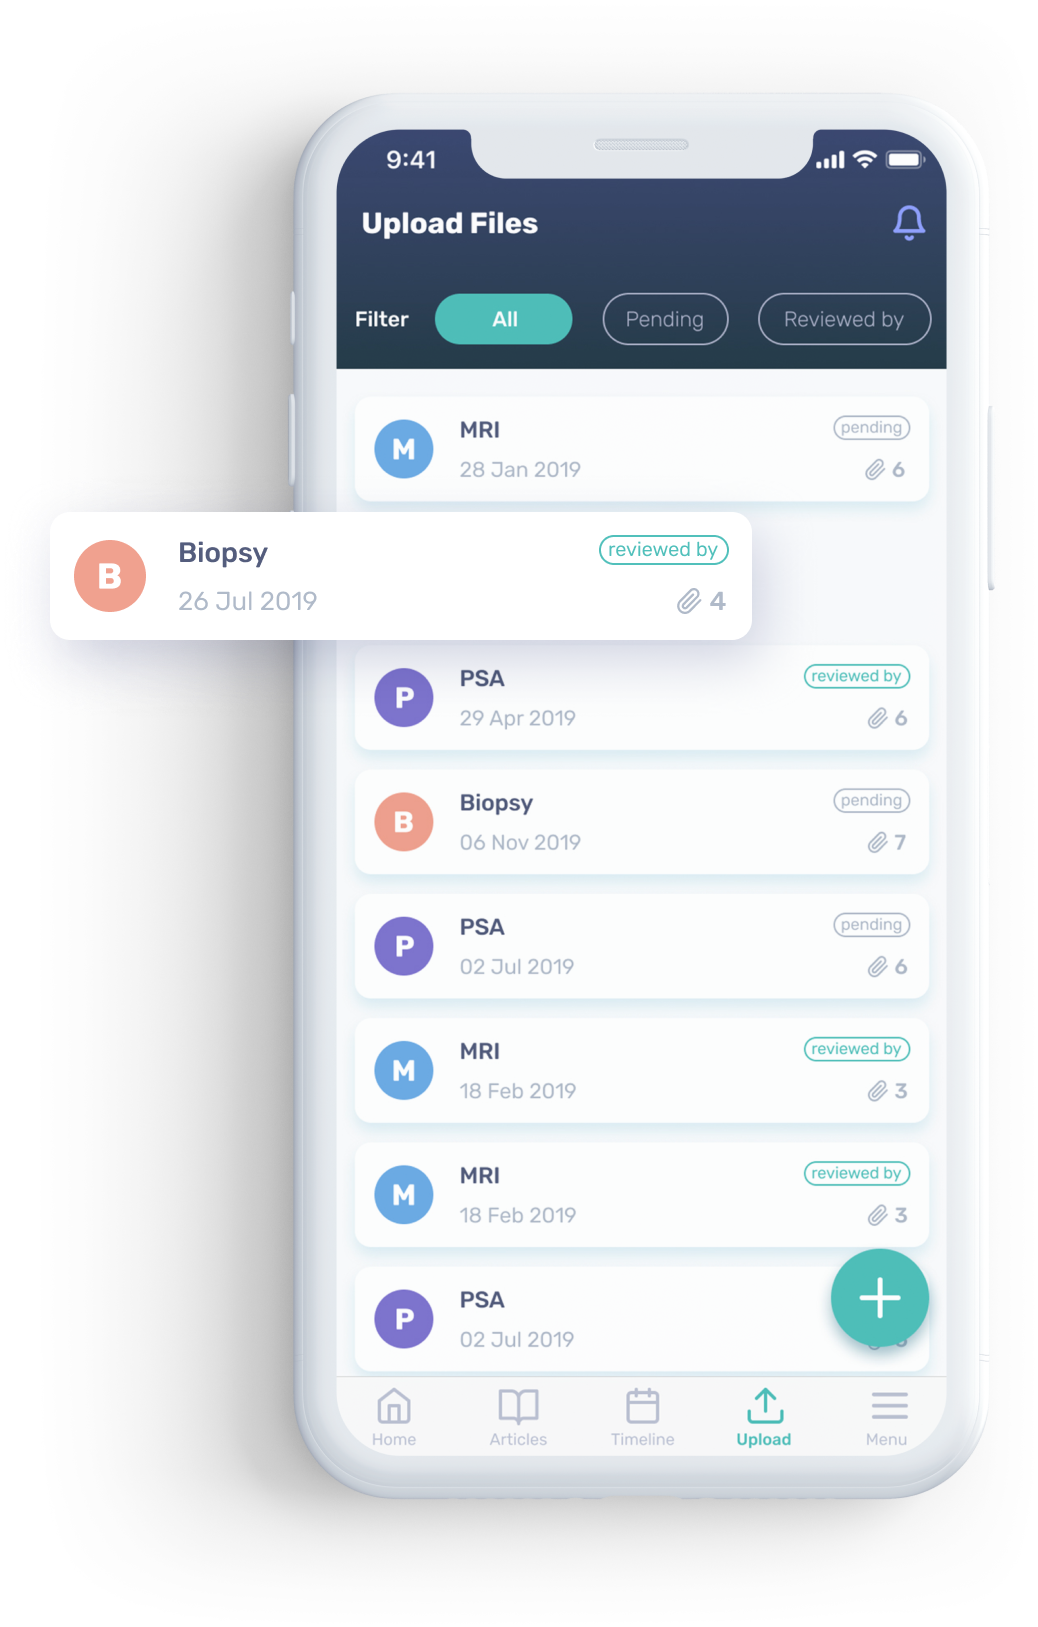 9:41
Upload Files
Filter All Pending Reviewed by
M MRI pending
28 Jan 2019 6
B Biopsy reviewed by
26 Jul 2019 4
P PSA reviewed by
29 Apr 2019 6
B Biopsy pending
06 Nov 2019 7
P PSA pending
02 Jul 2019 6
M MRI reviewed by
18 Feb 2019 3
M MRI reviewed by
18 Feb 2019 3
P PSA
02 Jul 2019
Home Articles Timeline Upload Menu